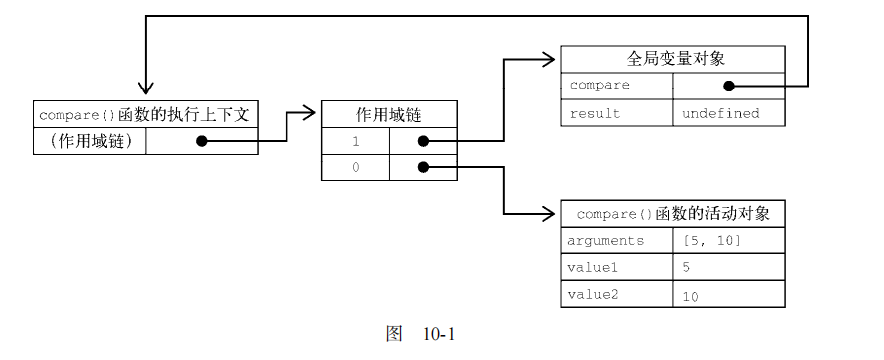 compare()函数的执行上下文
(作用域链)
作用域链
1
0
全局变量对象
compare
result undefined
compare()函数的活动对象
arguments [5, 10]
value1 5
value2 10
图 10-1